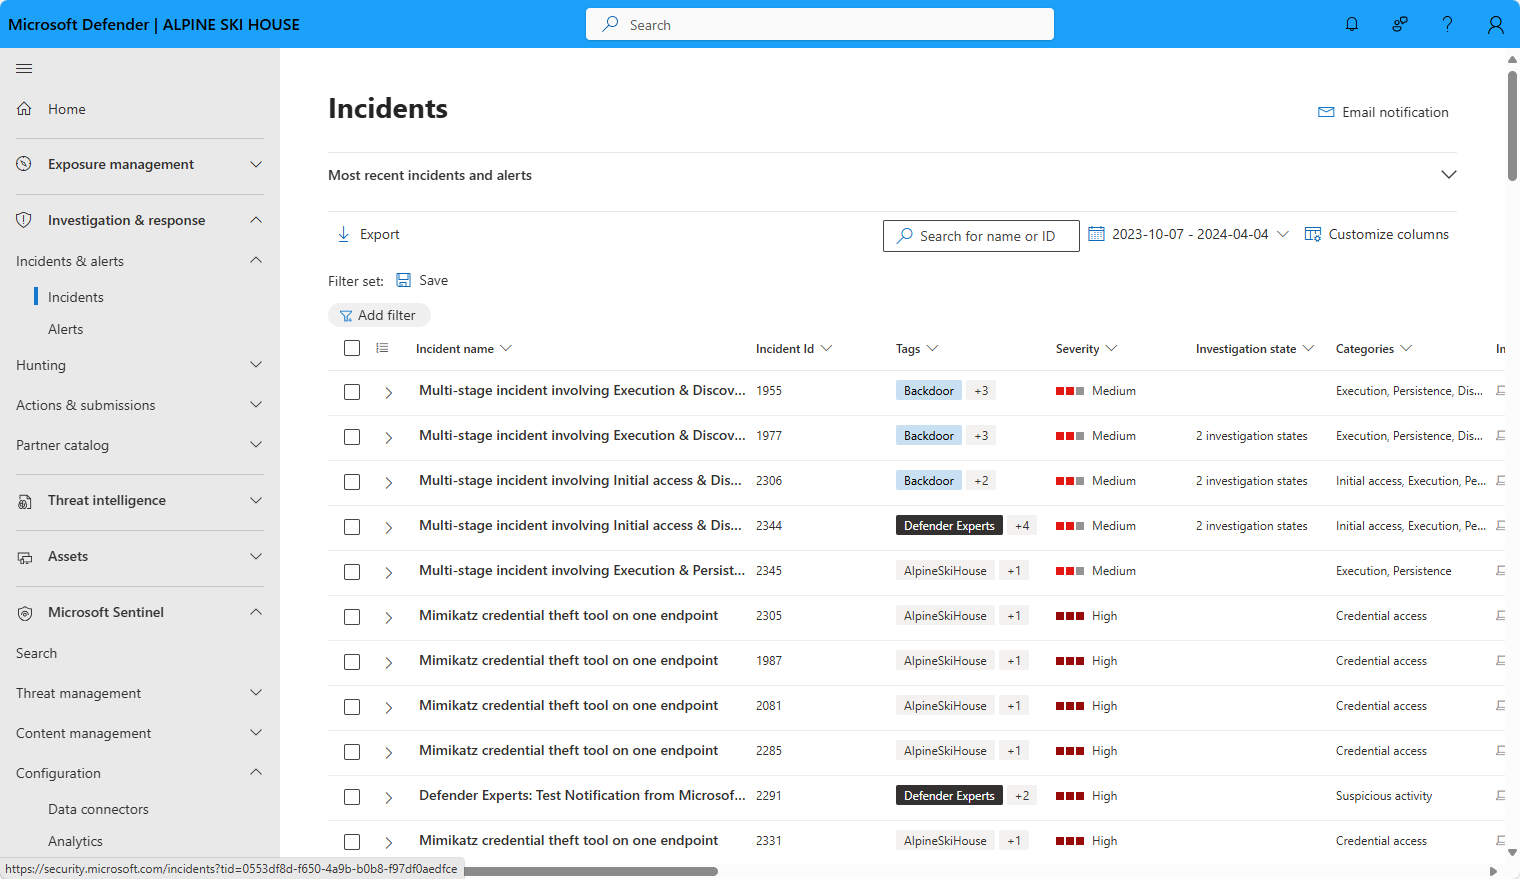 Microsoft Defender | ALPINE SKI HOUSE
Search
Home
Exposure management
Investigation & response
Incidents & alerts
Incidents
Alerts
Hunting
Actions & submissions
Partner catalog
Threat intelligence
Assets
Microsoft Sentinel
Search
Threat management
Content management
Configuration
Data connectors
Analytics
https://security.microsoft.com/incidents?tid=0553df8d-f650-4a9b-b0b8-f97df0aedfce
Incidents
Email notification
Most recent incidents and alerts
Export
Search for name or ID
2023-10-07 - 2024-04-04
Customize columns
Filter set: Save
Add filter
Incident name Incident Id Tags Severity Investigation state Categories In
Multi-stage incident involving Execution & Discov... 1955 Backdoor +3 Medium Execution, Persistence, Dis...
Multi-stage incident involving Execution & Discov... 1977 Backdoor +3 Medium 2 investigation states Execution, Persistence, Dis...
Multi-stage incident involving Initial access & Dis... 2306 Backdoor +2 Medium 2 investigation states Initial access, Execution, Pe...
Multi-stage incident involving Initial access & Dis... 2344 Defender Experts +4 Medium 2 investigation states Initial access, Execution, Pe...
Multi-stage incident involving Execution & Persist... 2345 AlpineSkiHouse +1 Medium Execution, Persistence
Mimikatz credential theft tool on one endpoint 2305 AlpineSkiHouse +1 High Credential access
Mimikatz credential theft tool on one endpoint 1987 AlpineSkiHouse +1 High Credential access
Mimikatz credential theft tool on one endpoint 2081 AlpineSkiHouse +1 High Credential access
Mimikatz credential theft tool on one endpoint 2285 AlpineSkiHouse +1 High Credential access
Defender Experts: Test Notification from Microsof... 2291 Defender Experts +2 High Suspicious activity
Mimikatz credential theft tool on one endpoint 2331 AlpineSkiHouse +1 High Credential access